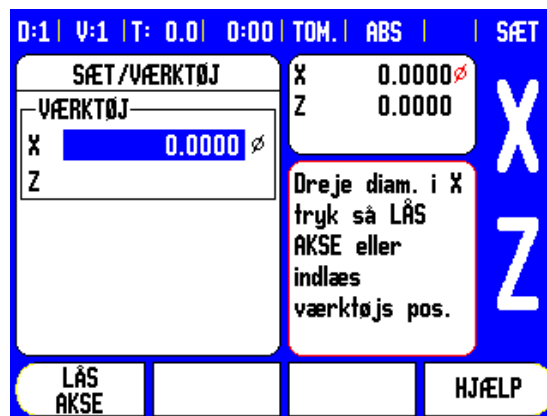 D:1 | V:1 | T: 0.0 | 0:00 | TOM. | ABS | | SÆT
SÆT/VÆRKTØJ
VÆRKTØJ
X 0.0000 ø
Z
X 0.0000 ø
Z 0.0000
Dreje diam. i X
tryk så LÅS
AKSE eller
indlæs
værktøjs pos.
X
Z
LÅS
AKSE
HJÆLP